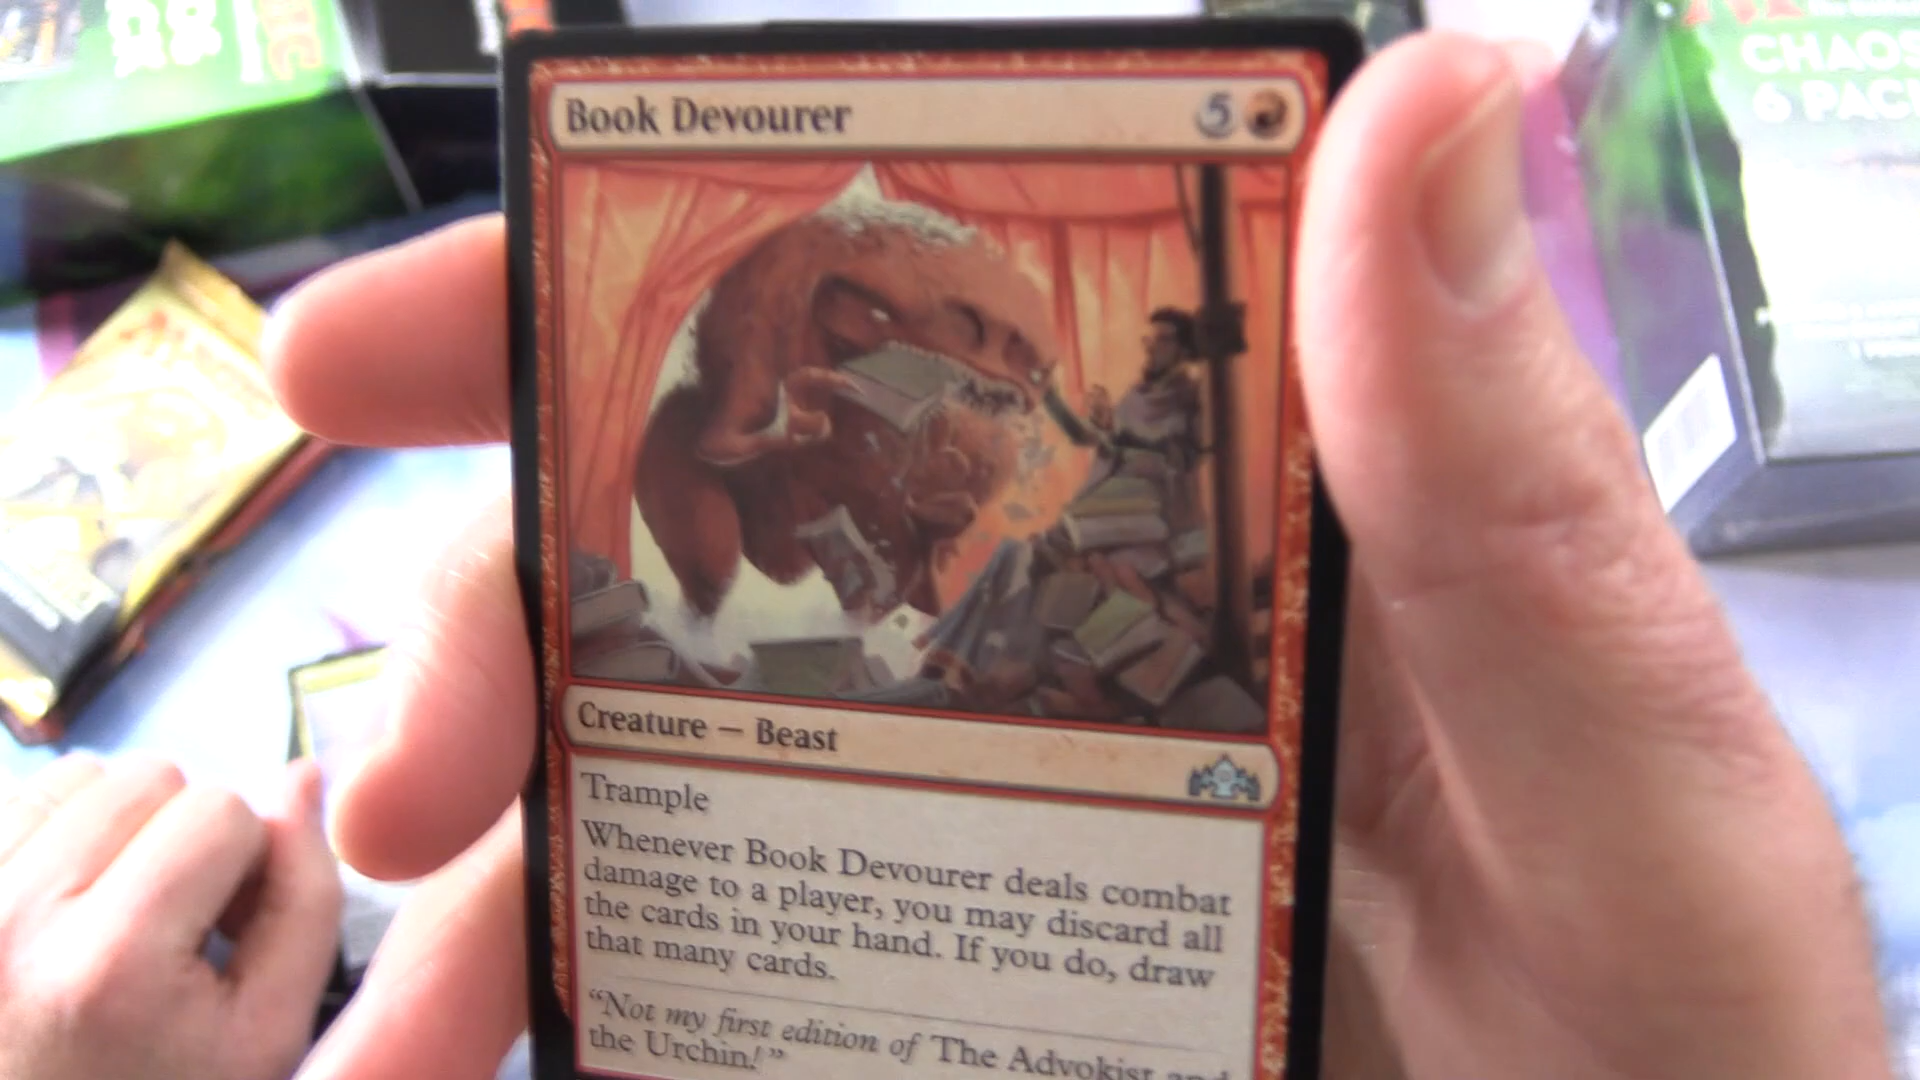 Book Devourer
5
Creature — Beast
Trample
Whenever Book Devourer deals combat
damage to a player, you may discard all
the cards in your hand. If you do, draw
that many cards.
“Not my first edition of The Advokist and
the Urchin!”
CHAOS
6 PACK